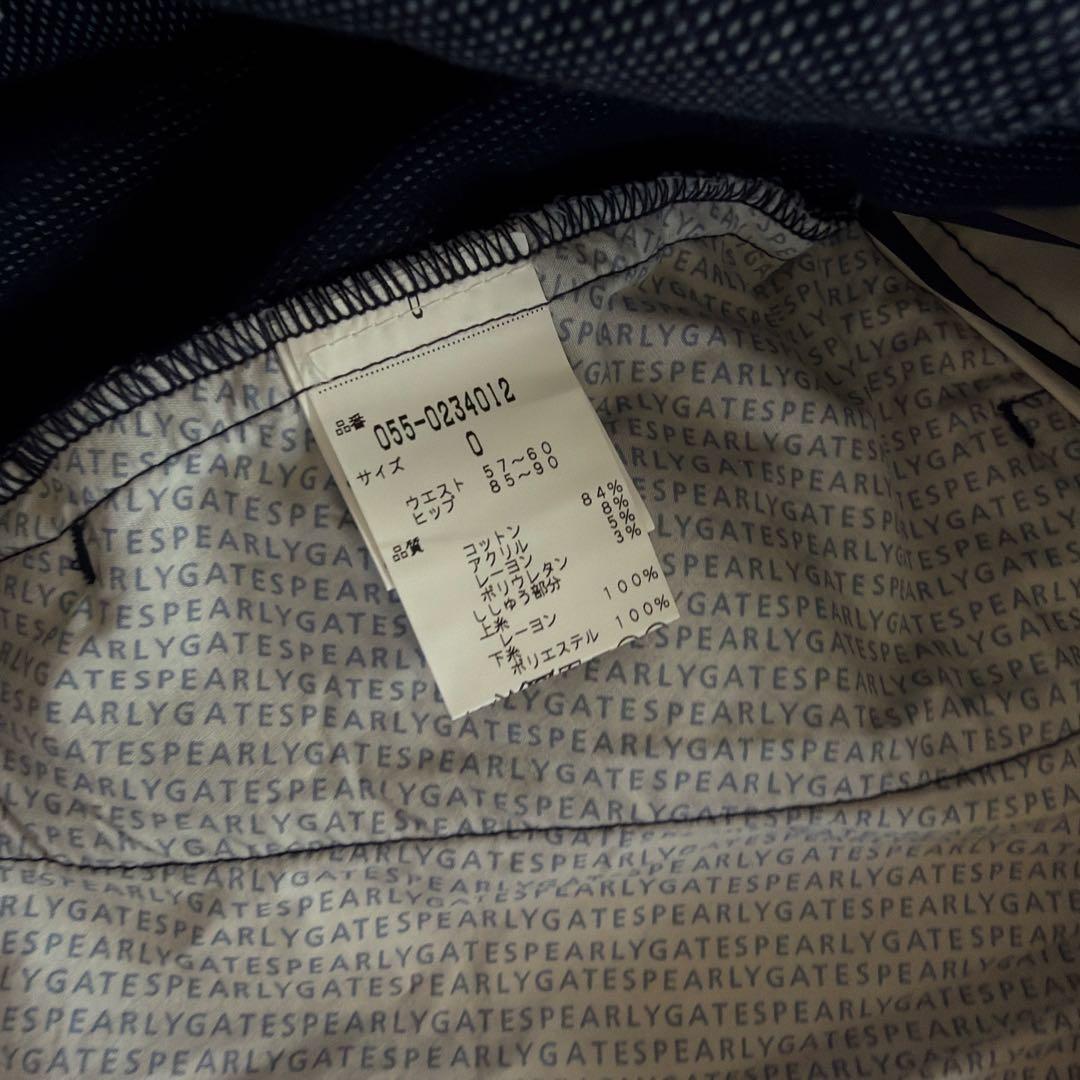 品番
055-0234012
サイズ 0
ウエスト 57～60
ヒップ 85～90
品質
コットン 84%
アクリル 8%
レーヨン 5%
ポリウレタン 3%
ししゅう部分
上糸
レーヨン 100%
下糸
ポリエステル 100%
PEARLYGATESPEARLYGATESPEARLYGATES